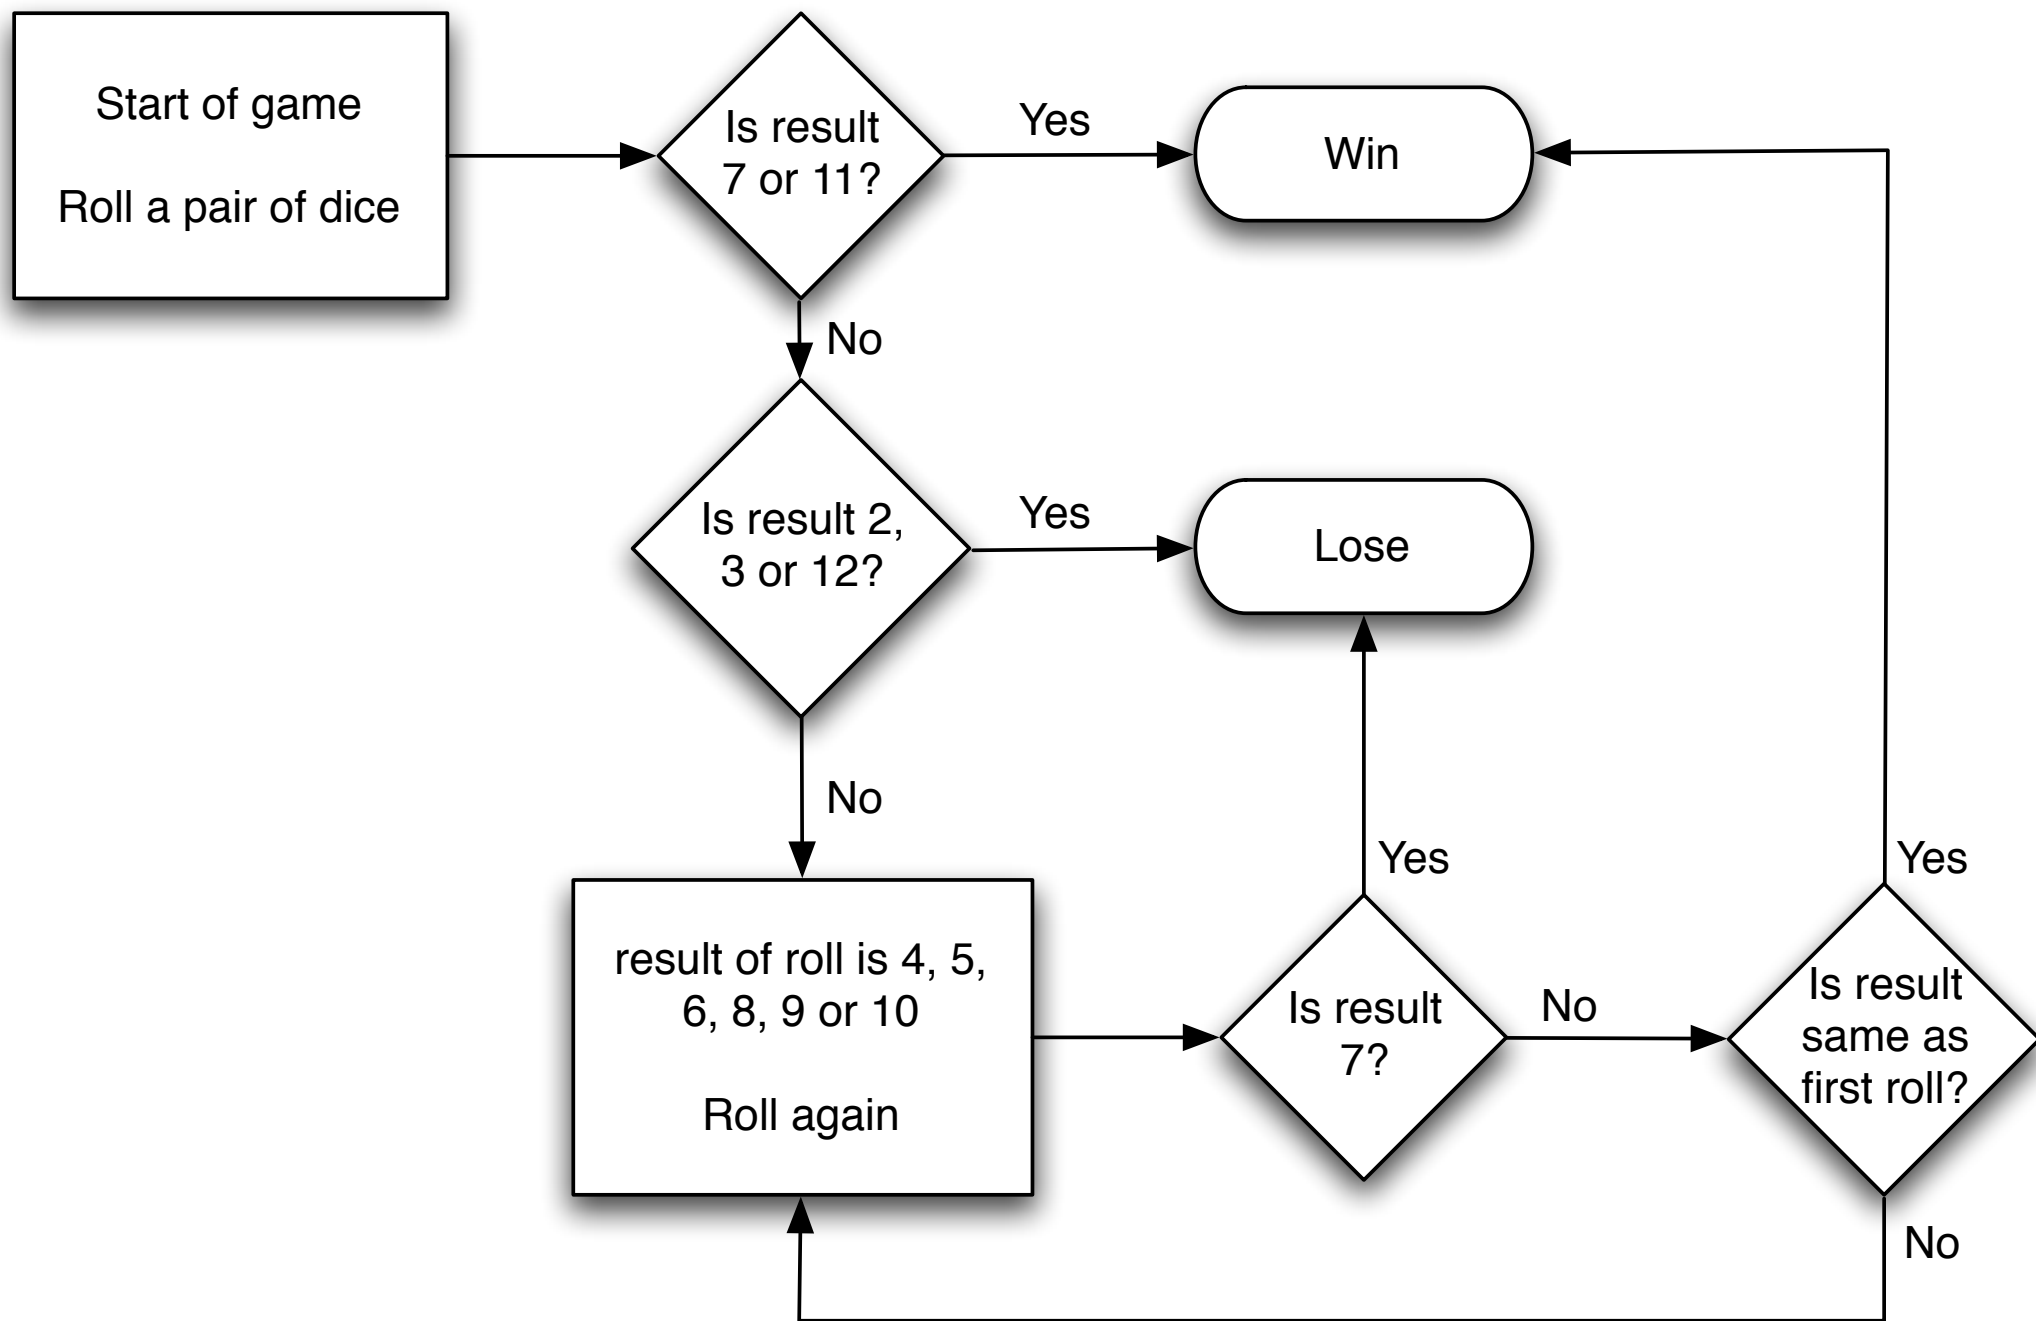 Start of game
Roll a pair of dice
Is result
7 or 11?
Yes
Win
No
Is result 2,
3 or 12?
Yes
Lose
No
result of roll is 4, 5,
6, 8, 9 or 10
Roll again
Is result
7?
Yes
No
Is result
same as
first roll?
Yes
No